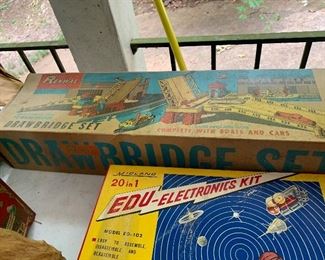 Remco
DRAWBRIDGE SET
COMPLETE WITH BOATS AND CARS
DRAWBRIDGE SET
MIDLAND
20 in 1
EDU-ELECTRONICS KIT
MODEL ED-102
EASY TO ASSEMBLE,
DISASSEMBLE AND
REASSEMBLE